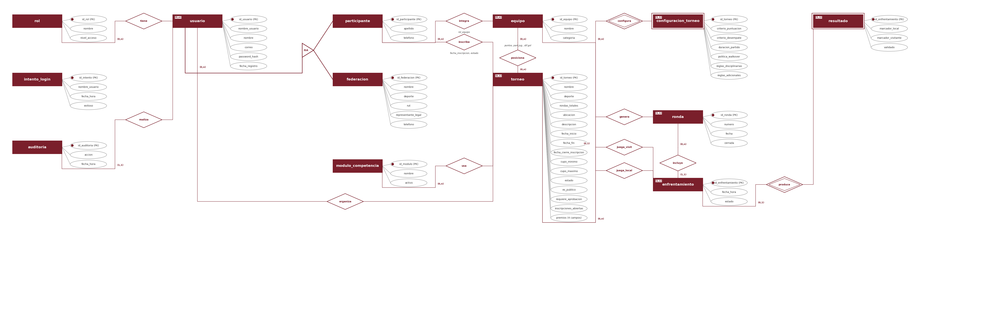 rol
id_rol (PK)
nombre
nivel_acceso
(0,n)
tiene
(0,n)
usuario
id_usuario (PK)
nombre_usuario
nombre
correo
password_hash
fecha_registro
(0,n)
ISA
participante
id_participante (PK)
apellido
telefono
(0,n)
integra
rol_equipo
inscribe
fecha_inscripcion, estado
(0,n)
equipo
id_equipo (PK)
nombre
categoria
(0,n)
(0,n)
puntos, part.jug., dif.gol
posiciona
(0,n)
configura
(1,1)
configuracion_torneo
id_torneo (PK)
criterio_puntuacion
criterio_desempate
duracion_partido
politica_walkover
reglas_disciplinarias
reglas_adicionales
(1,1)
resultado
id_enfrentamiento (PK)
marcador_local
marcador_visitante
validado
intento_login
id_intento (PK)
nombre_usuario
fecha_hora
exitoso
realiza
federacion
id_federacion (PK)
nombre
deporte
rut
representante_legal
telefono
(0,1)
torneo
id_torneo (PK)
nombre
deporte
rondas_totales
ubicacion
descripcion
fecha_inicio
fecha_fin
(0,1)
fecha_cierre_inscripcion
cupo_minimo
cupo_maximo
estado
es_publico
requiere_aprobacion
inscripciones_abiertas
premios (4 campos)
(0,n)
genera
(1,1)
ronda
id_ronda (PK)
numero
fecha
cerrada
(0,n)
juega_visit
incluye
juega_local
(1,1)
auditoria
id_auditoria (PK)
accion
fecha_hora
(1,1)
modulo_competencia
id_modulo (PK)
nombre
activo
(0,n)
usa
organiza
(1,1)
enfrentamiento
id_enfrentamiento (PK)
fecha_hora
estado
(0,1)
produce